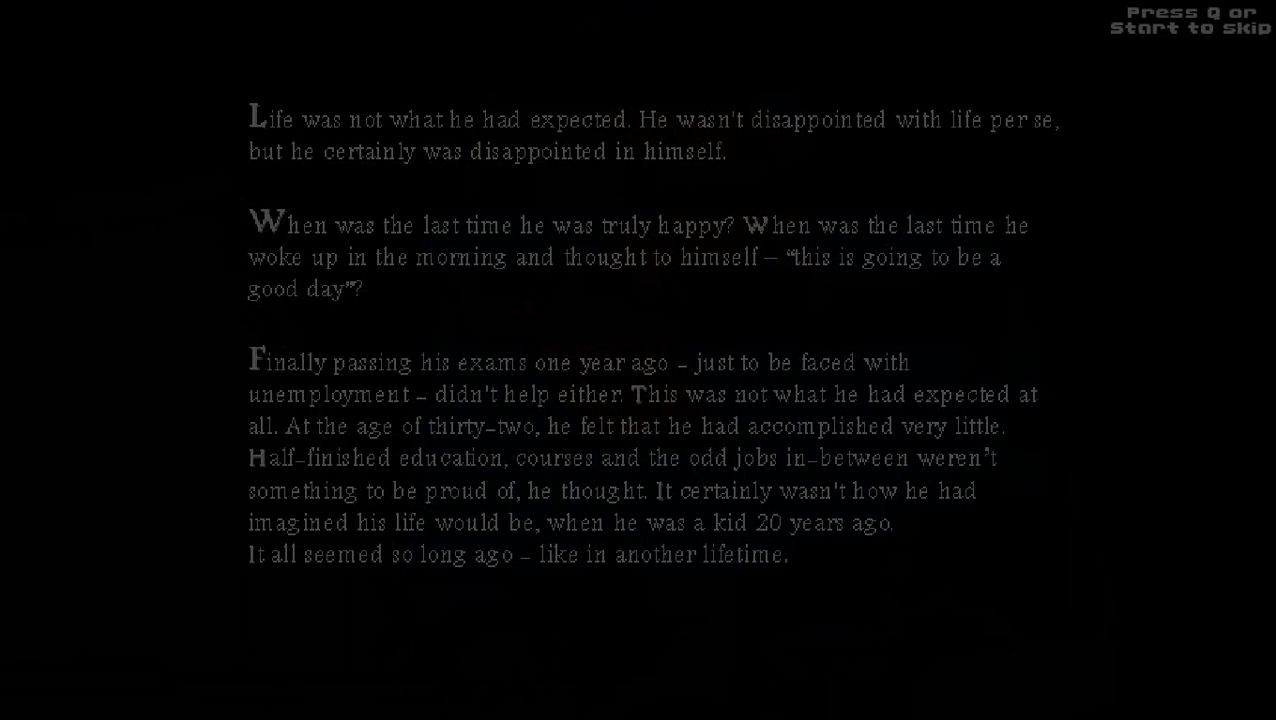 Press Q or
Start to skip
Life was not what he had expected. He wasn't disappointed with life per se,
but he certainly was disappointed in himself.
When was the last time he was truly happy? When was the last time he
woke up in the morning and thought to himself – “this is going to be a
good day”?
Finally passing his exams one year ago – just to be faced with
unemployment – didn't help either. This was not what he had expected at
all. At the age of thirty-two, he felt that he had accomplished very little.
Half-finished education, courses and the odd jobs in-between weren’t
something to be proud of, he thought. It certainly wasn't how he had
imagined his life would be, when he was a kid 20 years ago.
It all seemed so long ago – like in another lifetime.